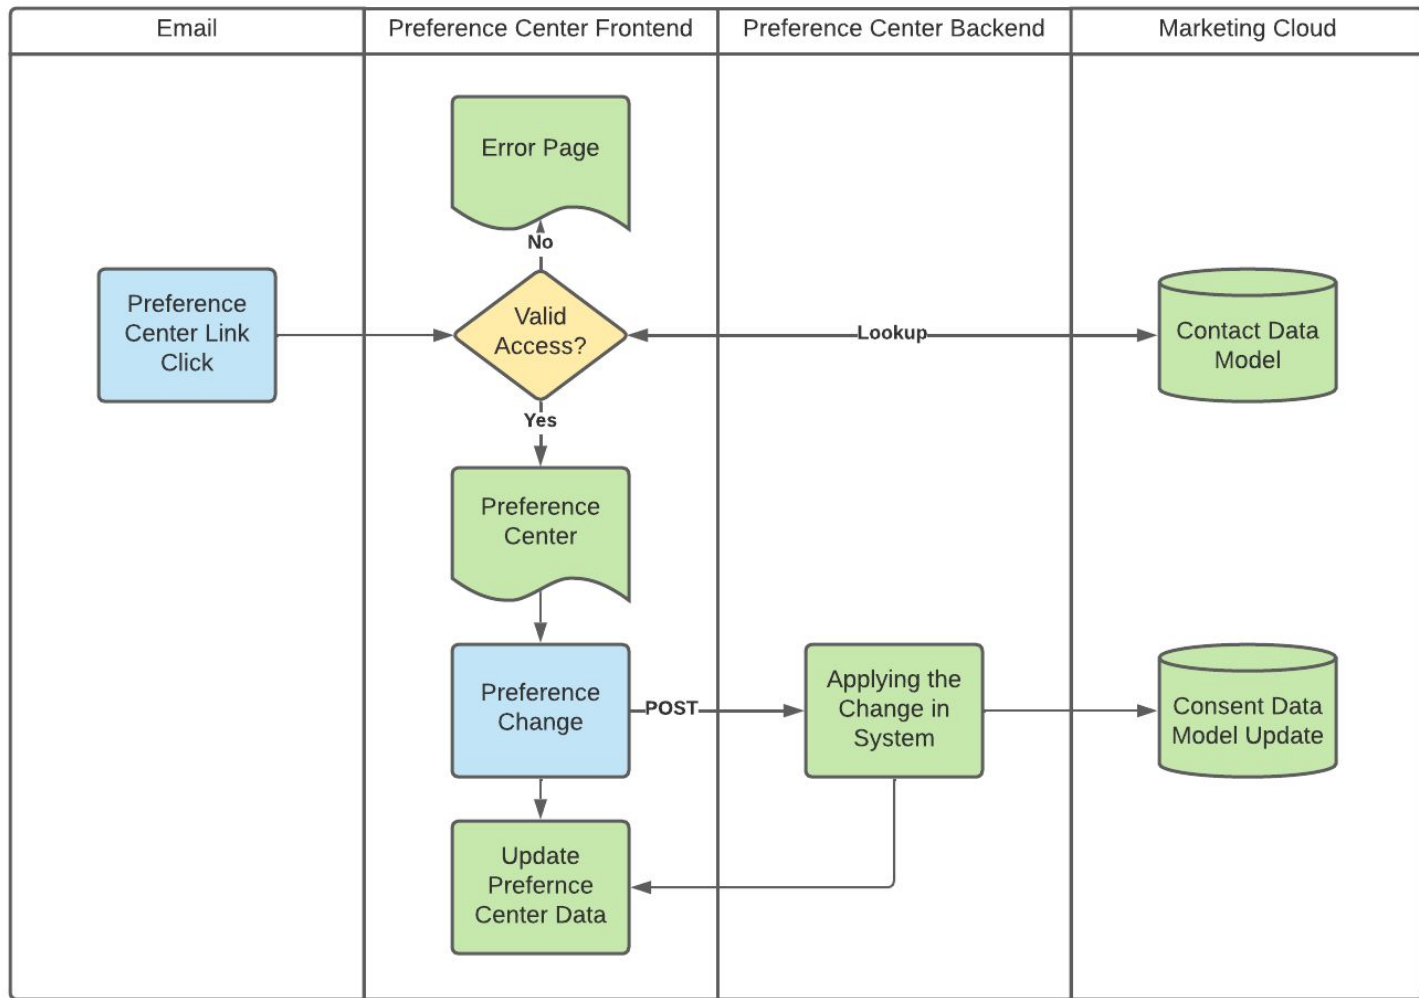 Email
Preference Center Frontend
Preference Center Backend
Marketing Cloud
Error Page
No
Preference
Center Link
Click
Valid
Access?
Lookup
Contact Data
Model
Yes
Preference
Center
Preference
Change
POST
Applying the
Change in
System
Consent Data
Model Update
Update
Prefernce
Center Data